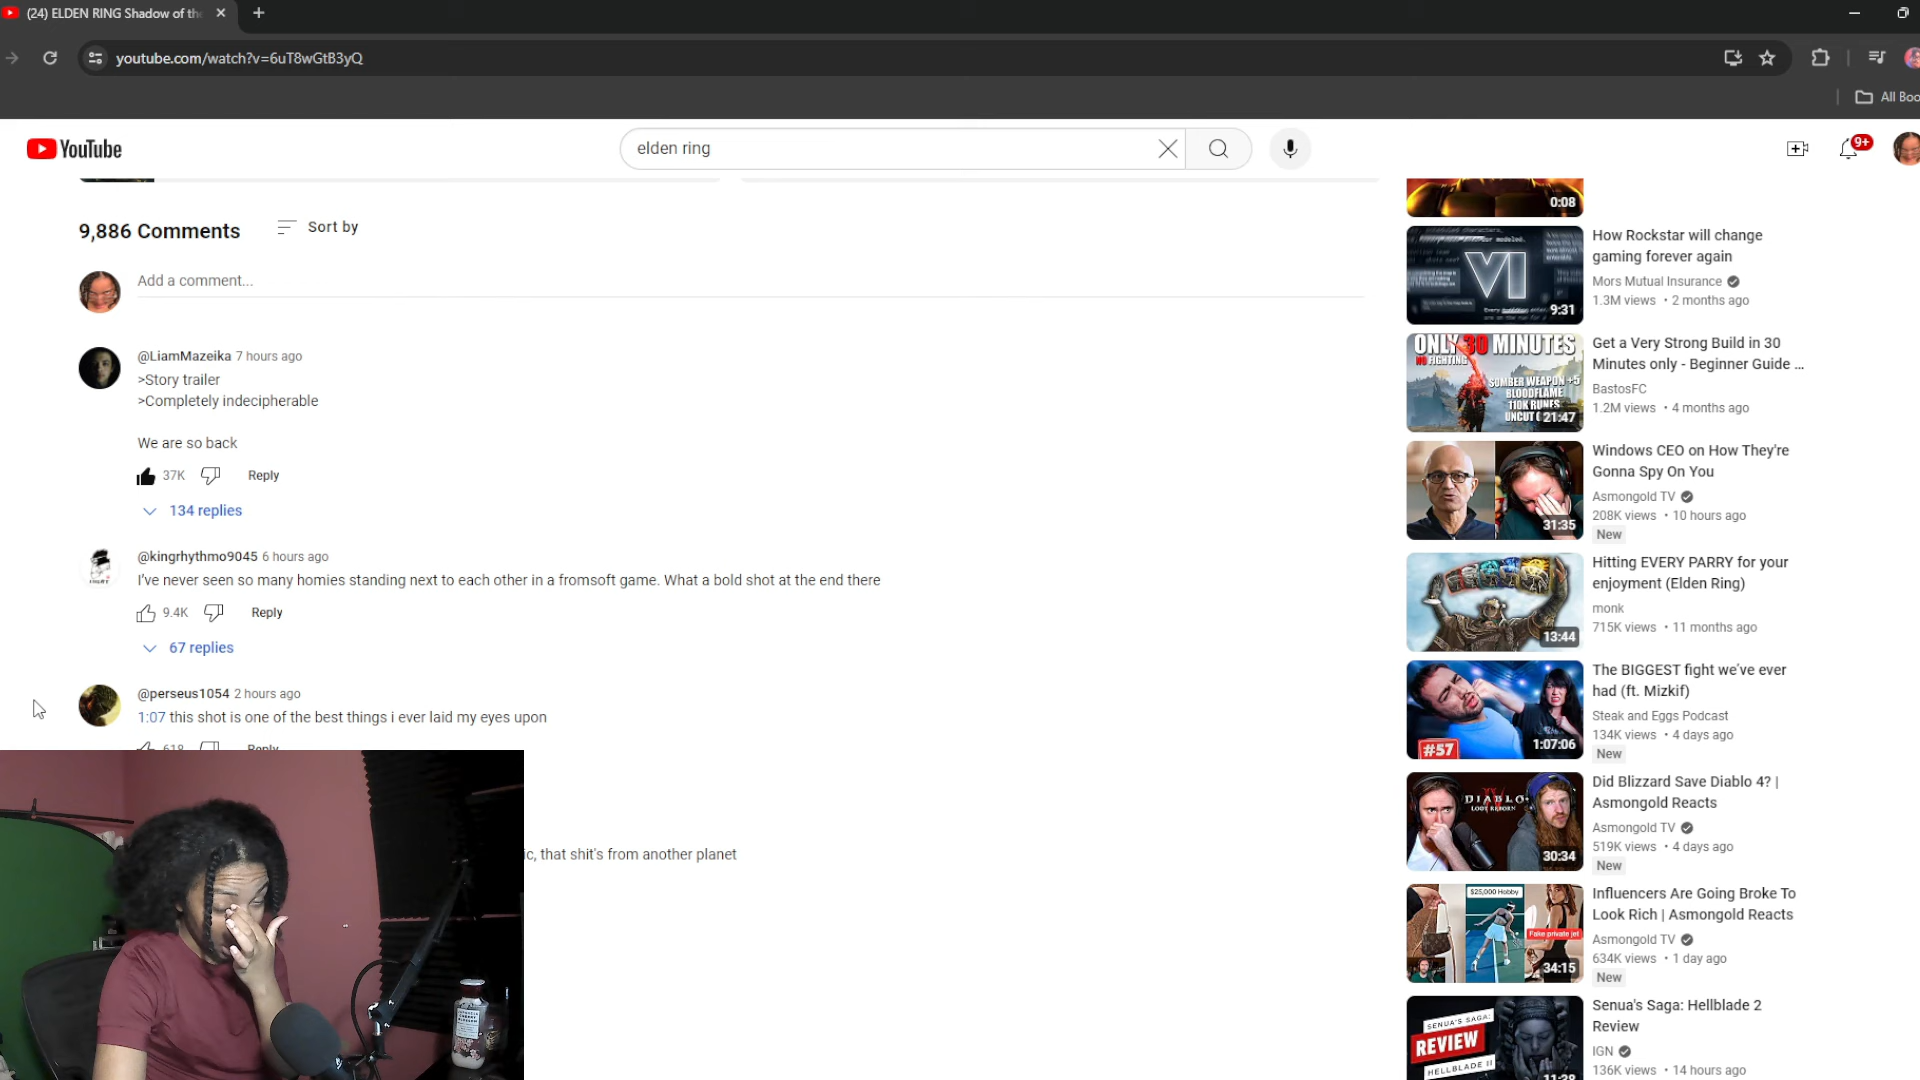 (24) ELDEN RING Shadow of the
youtube.com/watch?v=6uT8wGtB3yQ
All Boo
YouTube
elden ring
9+
9,886 Comments
Sort by
Add a comment...
@LiamMazeika 7 hours ago
>Story trailer
>Completely indecipherable
We are so back
37K
Reply
134 replies
@kingrhythmo9045 6 hours ago
I've never seen so many homies standing next to each other in a fromsoft game. What a bold shot at the end there
9.4K
Reply
67 replies
@perseus1054 2 hours ago
1:07 this shot is one of the best things i ever laid my eyes upon
618
Reply
ic, that shit's from another planet
0:08
VI
9:31
How Rockstar will change
gaming forever again
Mors Mutual Insurance
1.3M views • 2 months ago
ONLY 30 MINUTES
NO FIGHTING
SOMBER WEAPON +5
BLOODFLAME
110K RUNES
UNCUT
21:47
Get a Very Strong Build in 30
Minutes only - Beginner Guide ...
BastosFC
1.2M views • 4 months ago
31:35
Windows CEO on How They're
Gonna Spy On You
Asmongold TV
208K views • 10 hours ago
New
13:44
Hitting EVERY PARRY for your
enjoyment (Elden Ring)
monk
715K views • 11 months ago
#57
1:07:06
The BIGGEST fight we've ever
had (ft. Mizkif)
Steak and Eggs Podcast
134K views • 4 days ago
New
DIABLO
LOOT REBORN
30:34
Did Blizzard Save Diablo 4? |
Asmongold Reacts
Asmongold TV
519K views • 4 days ago
New
$25,000 Hobby
Fake private jet
34:15
Influencers Are Going Broke To
Look Rich | Asmongold Reacts
Asmongold TV
634K views • 1 day ago
New
SENUA'S SAGA:
REVIEW
HELLBLADE II
11:28
Senua's Saga: Hellblade 2
Review
IGN
136K views • 14 hours ago